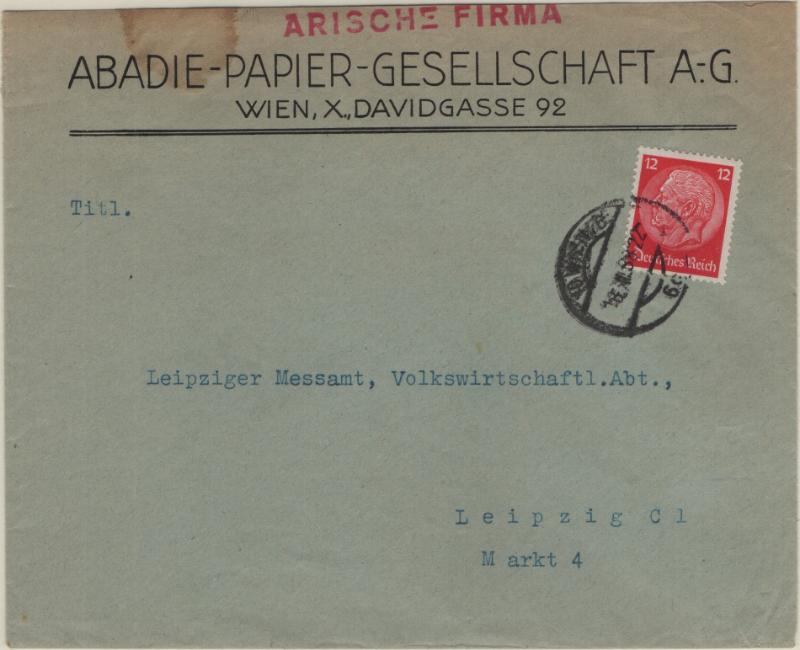 ARISCHE FIRMA
ABADIE-PAPIER-GESELLSCHAFT A.-G.
WIEN, X., DAVIDGASSE 92
12 12
Deutsches Reich
Titl.
Leipziger Messamt, Volkswirtschaftl.Abt.,
Leipzig C1
Markt 4